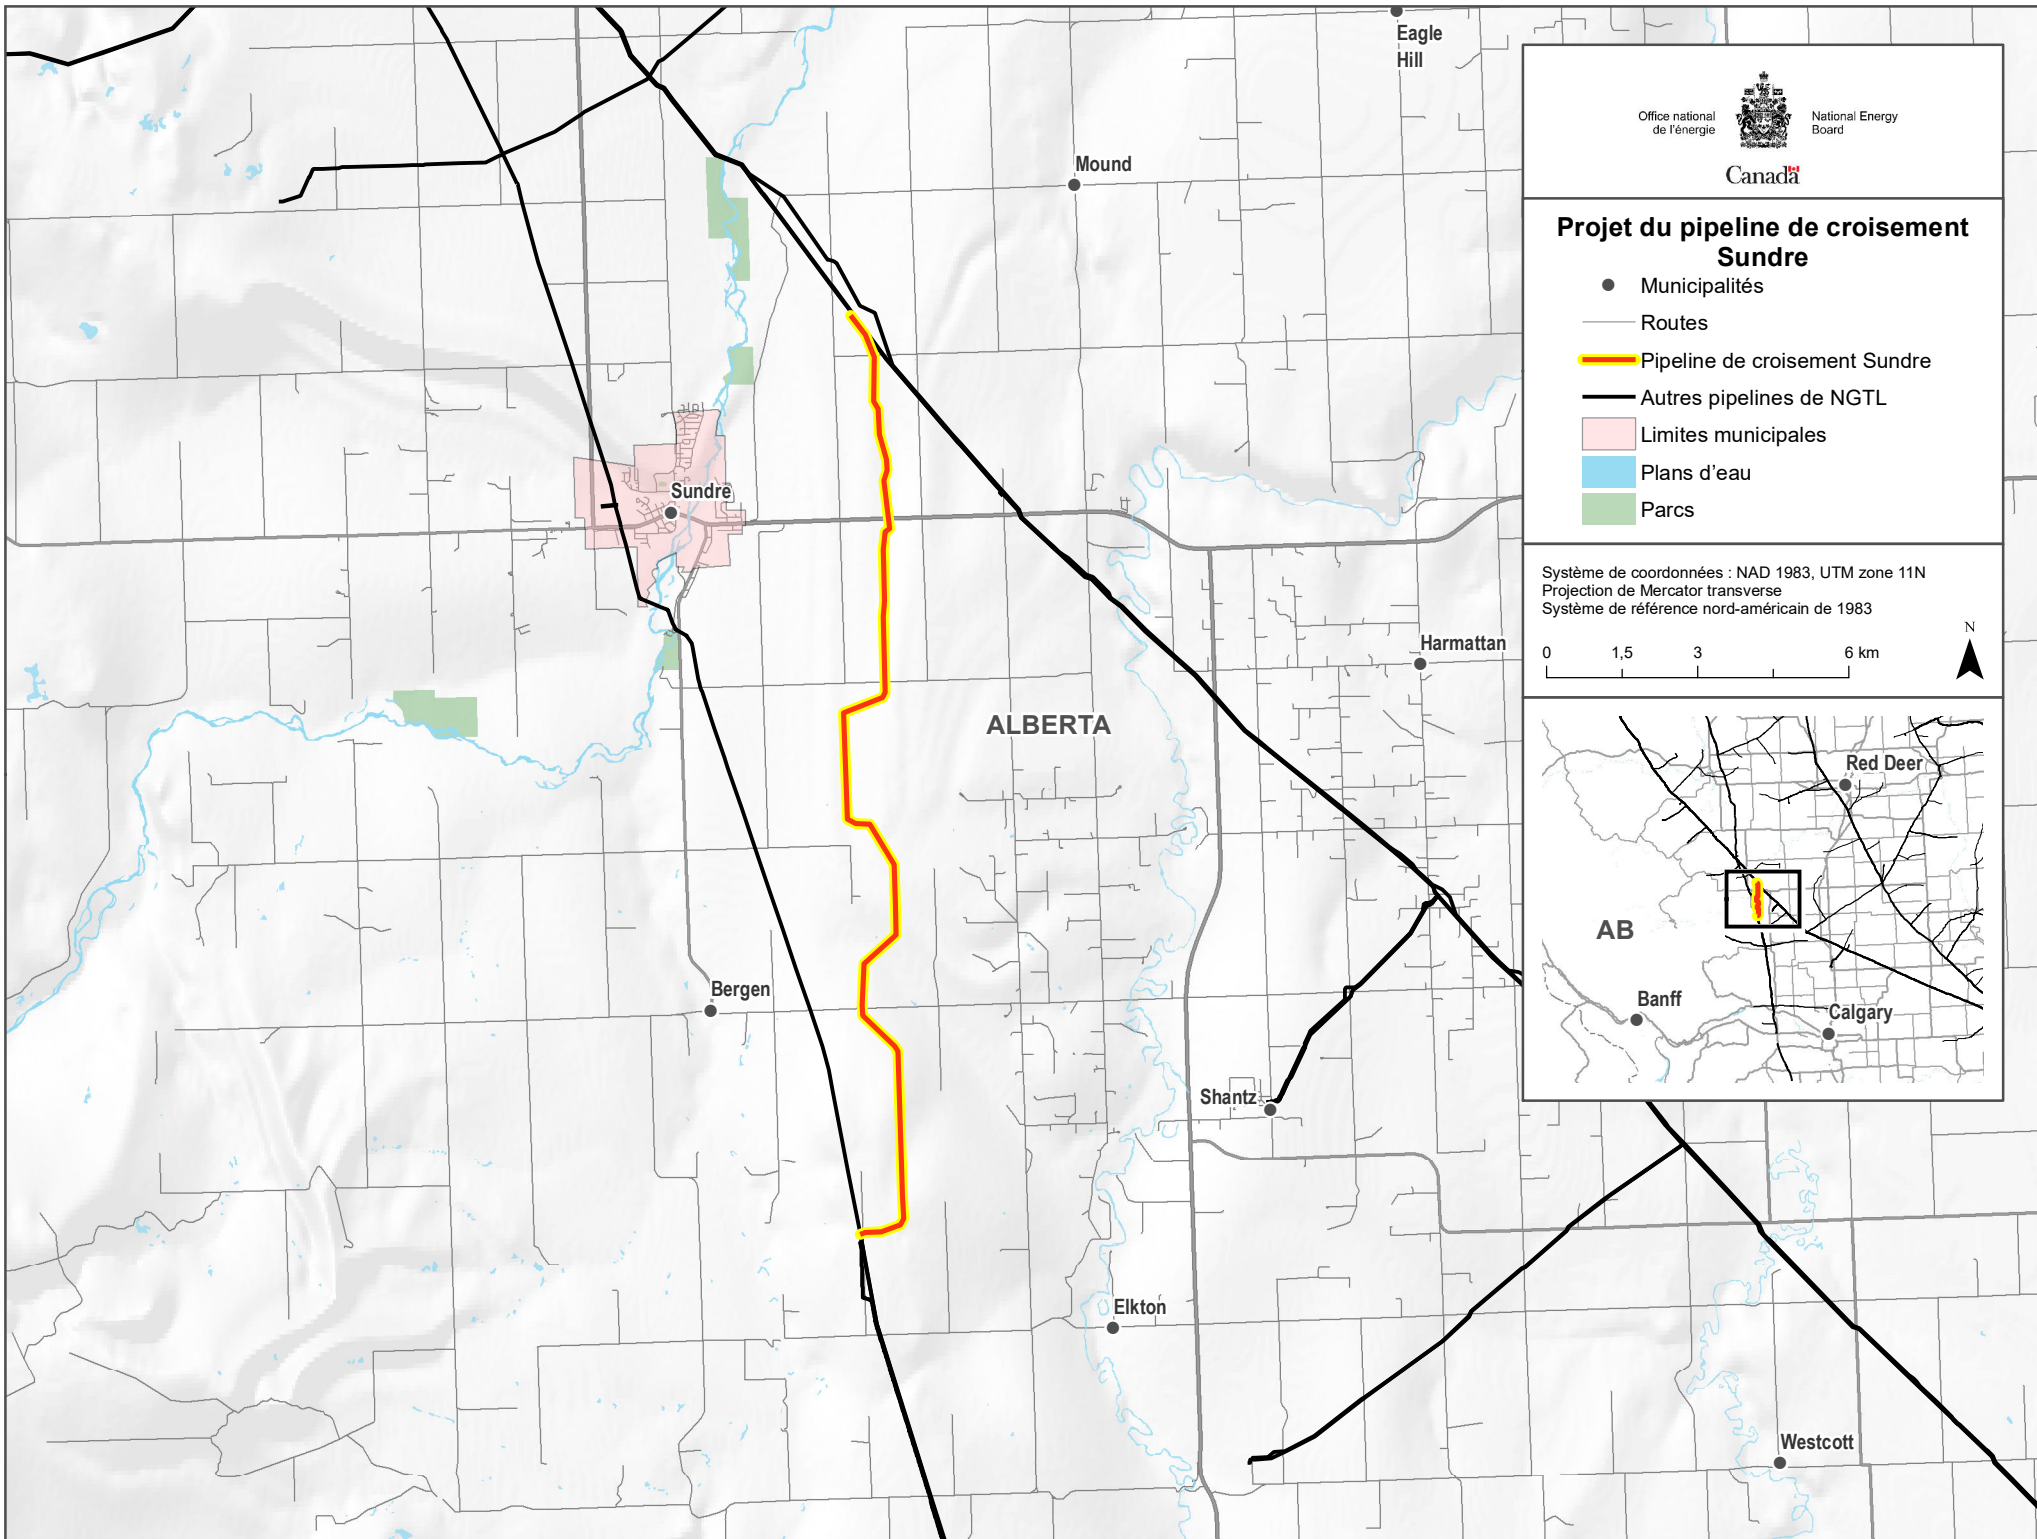 Eagle
Hill
Mound
Sundre
Harmattan
ALBERTA
Bergen
Shantz
Elkton
Westcott
Office national
de l'énergie
National Energy
Board
Canada
Projet du pipeline de croisement
Sundre
Municipalités
Routes
Pipeline de croisement Sundre
Autres pipelines de NGTL
Limites municipales
Plans d’eau
Parcs
Système de coordonnées : NAD 1983, UTM zone 11N
Projection de Mercator transverse
Système de référence nord-américain de 1983
N
0 1,5 3 6 km
Red Deer
AB
Banff
Calgary